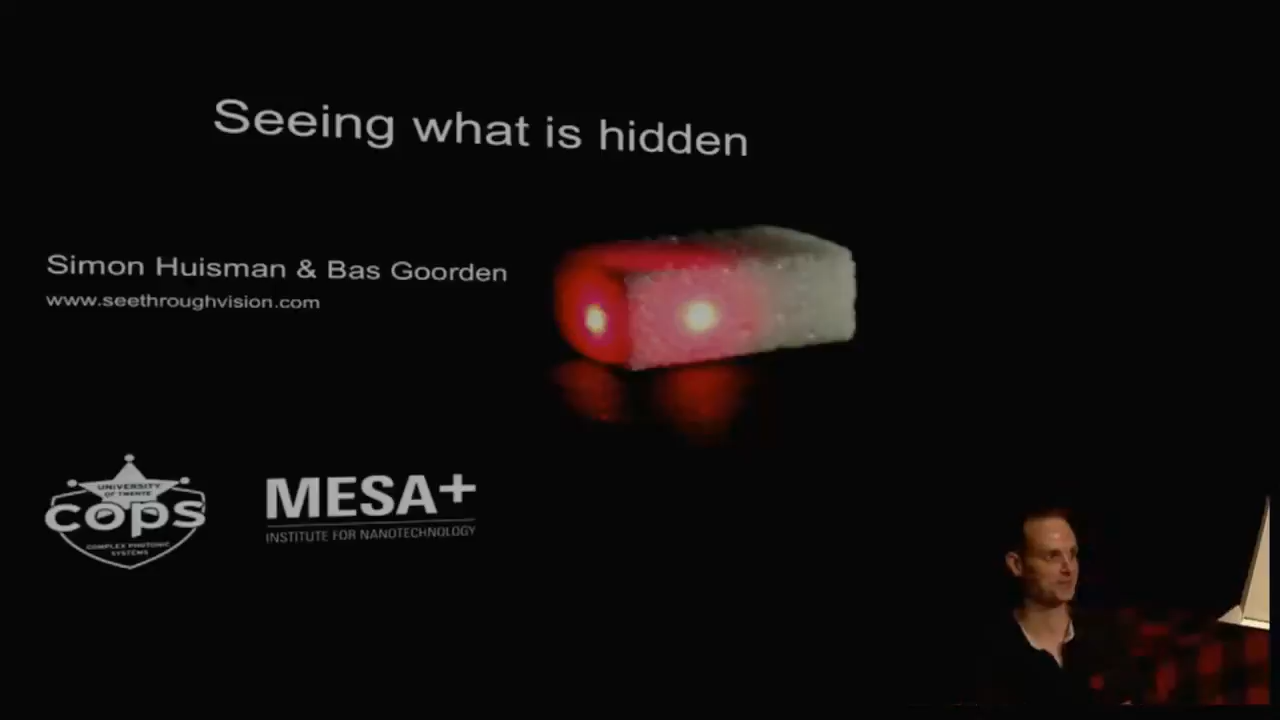 Seeing what is hidden
Simon Huisman & Bas Goorden
www.seethroughvision.com
UNIVERSITY
OF TWENTE
cops
COMPLEX PHOTONIC
SYSTEMS
MESA+
INSTITUTE FOR NANOTECHNOLOGY